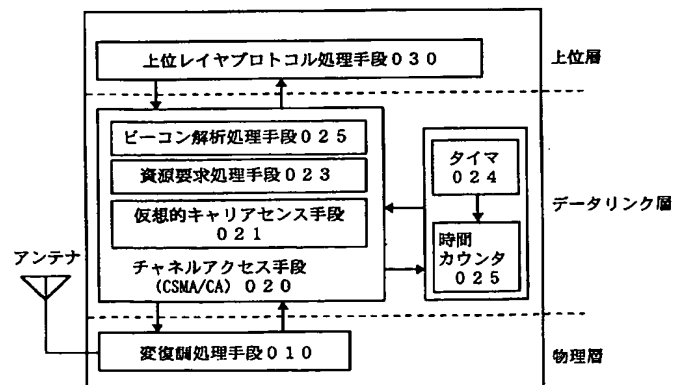 上位レイヤプロトコル処理手段030
上位層
ビーコン解析処理手段025
資源要求処理手段023
仮想的キャリアセンス手段
021
チャネルアクセス手段
(CSMA/CA) 020
タイマ
024
時間
カウンタ
025
データリンク層
アンテナ
変復調処理手段010
物理層